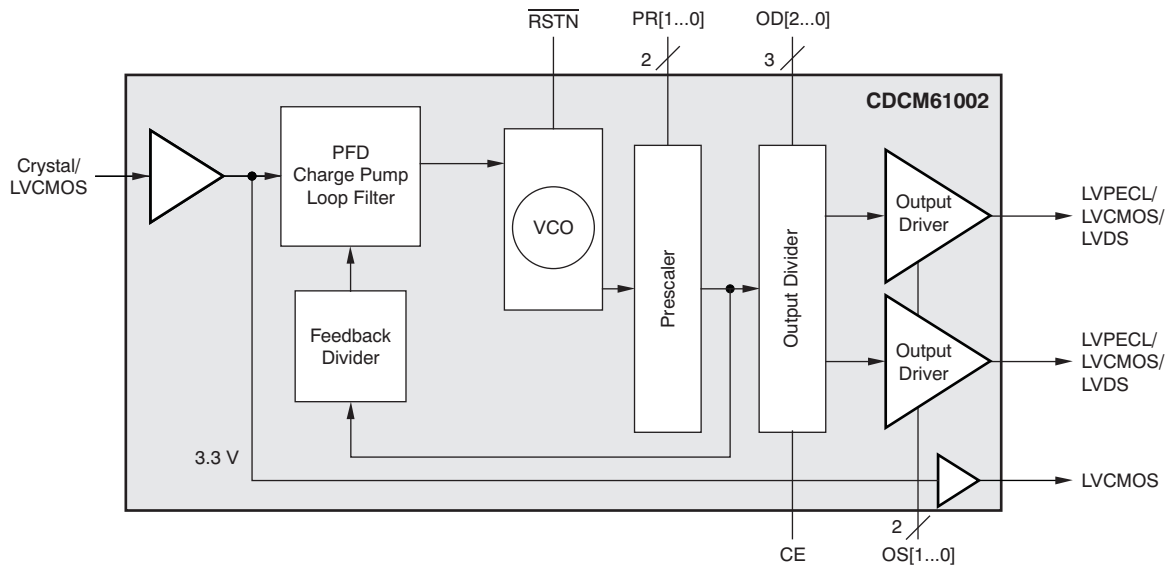 RSTN
PR[1...0]
OD[2...0]
2
3
CDCM61002
Crystal/
LVCMOS
PFD
Charge Pump
Loop Filter
VCO
Feedback
Divider
Prescaler
Output Divider
Output
Driver
LVPECL/
LVCMOS/
LVDS
Output
Driver
LVPECL/
LVCMOS/
LVDS
3.3 V
LVCMOS
2
CE
OS[1...0]